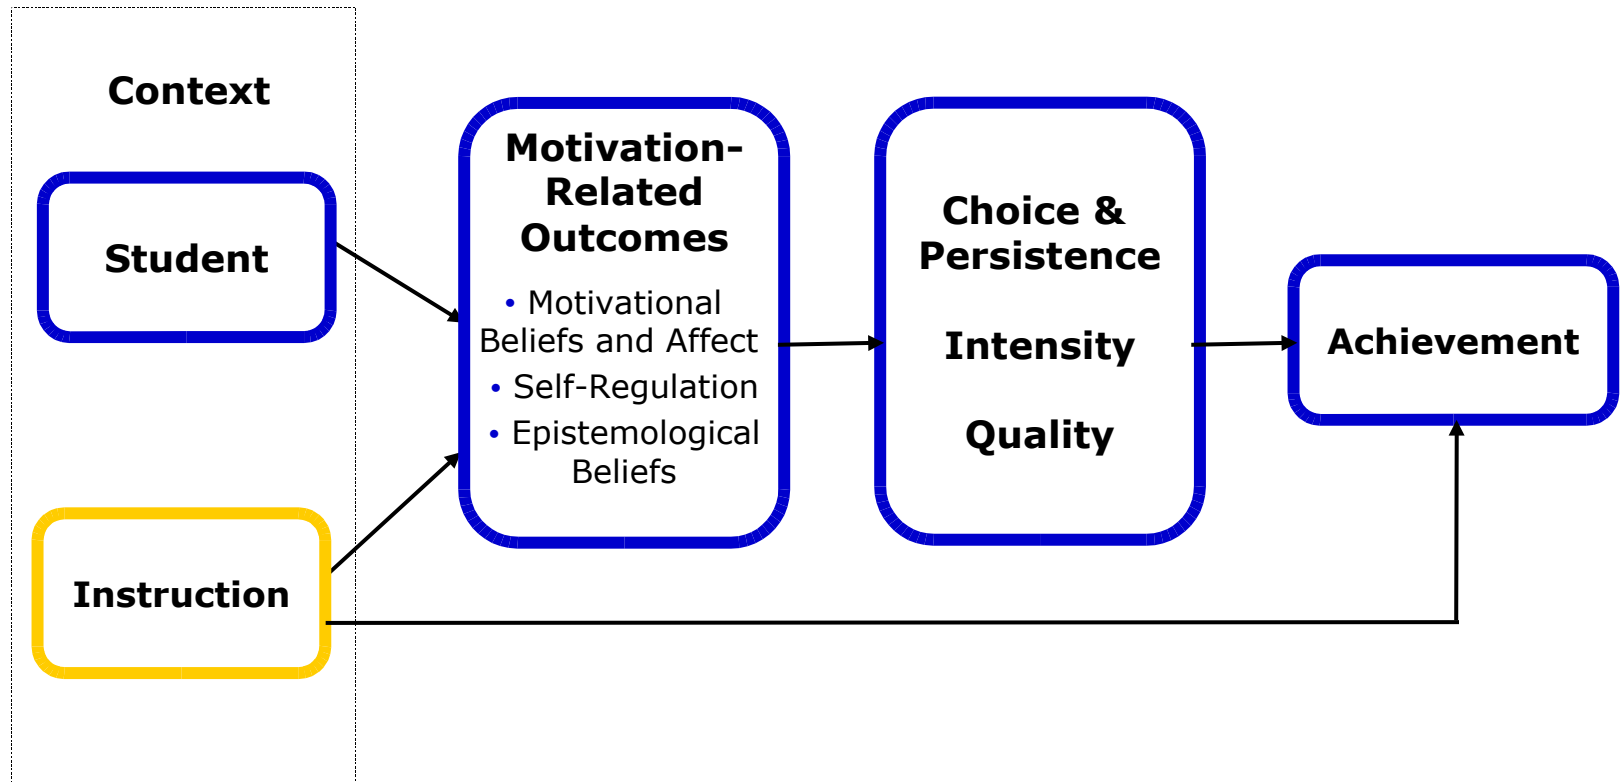 Context
Student
Instruction
Motivation-
Related
Outcomes
• Motivational
Beliefs and Affect
• Self-Regulation
• Epistemological
Beliefs
Choice &
Persistence
Intensity
Quality
Achievement